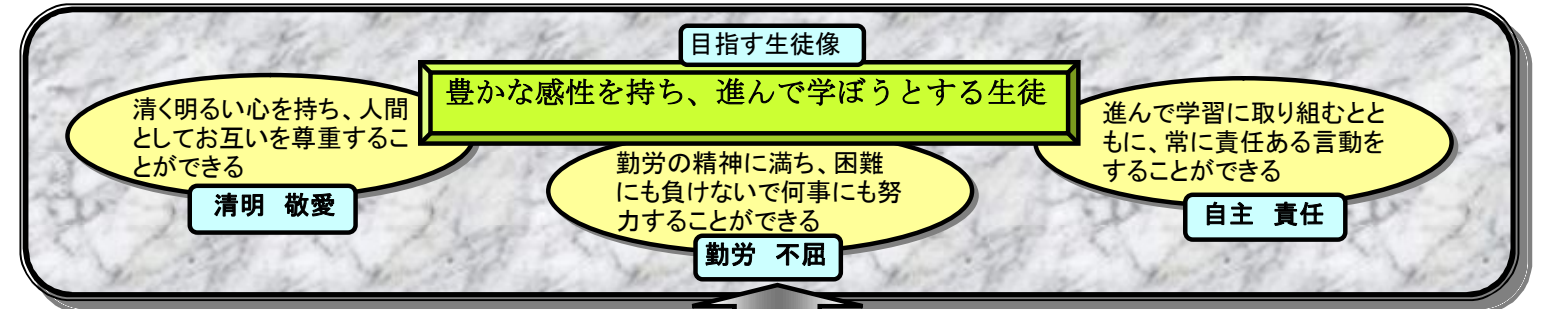 目指す生徒像
豊かな感性を持ち、進んで学ぼうとする生徒
清く明るい心を持ち、人間
としてお互いを尊重するこ
とができる
清明 敬愛
勤労の精神に満ち、困難
にも負けないで何事にも努
力することができる
勤労 不屈
進んで学習に取り組むとと
もに、常に責任ある言動を
することができる
自主 責任